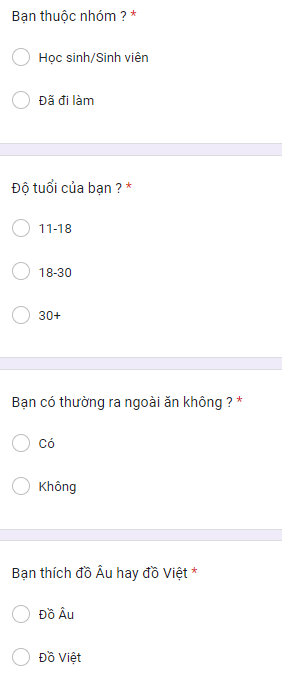 Bạn thuộc nhóm ? *
Học sinh/Sinh viên
Đã đi làm
Độ tuổi của bạn ? *
11-18
18-30
30+
Bạn có thường ra ngoài ăn không ? *
Có
Không
Bạn thích đồ Âu hay đồ Việt *
Đồ Âu
Đồ Việt